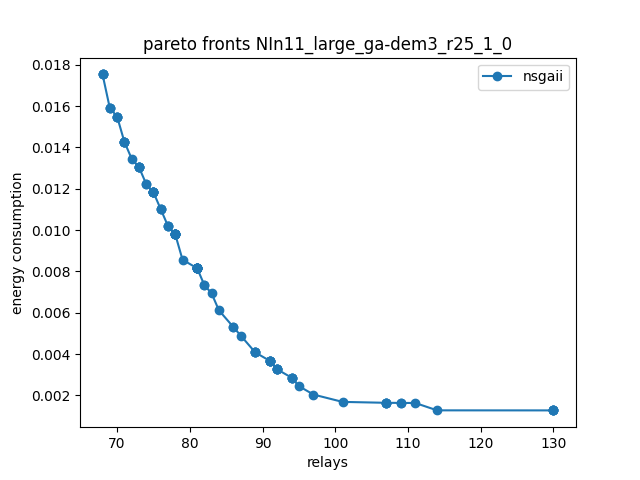 pareto fronts NIn11_large_ga-dem3_r25_1_0
nsgaii
0.018
0.016
0.014
0.012
0.010
0.008
0.006
0.004
0.002
energy consumption
70 80 90 100 110 120 130
relays